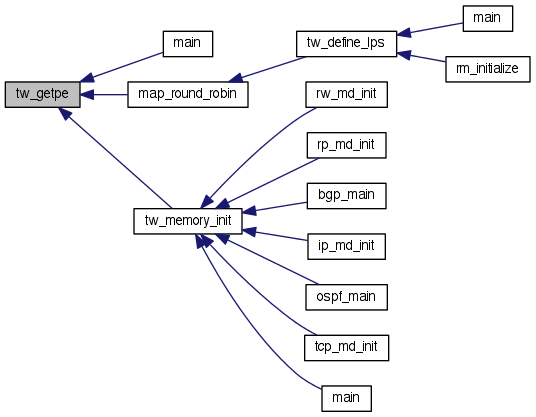 main
main
tw_define_lps
rm_initialize
tw_getpe
map_round_robin
rw_md_init
rp_md_init
bgp_main
tw_memory_init
ip_md_init
ospf_main
tcp_md_init
main